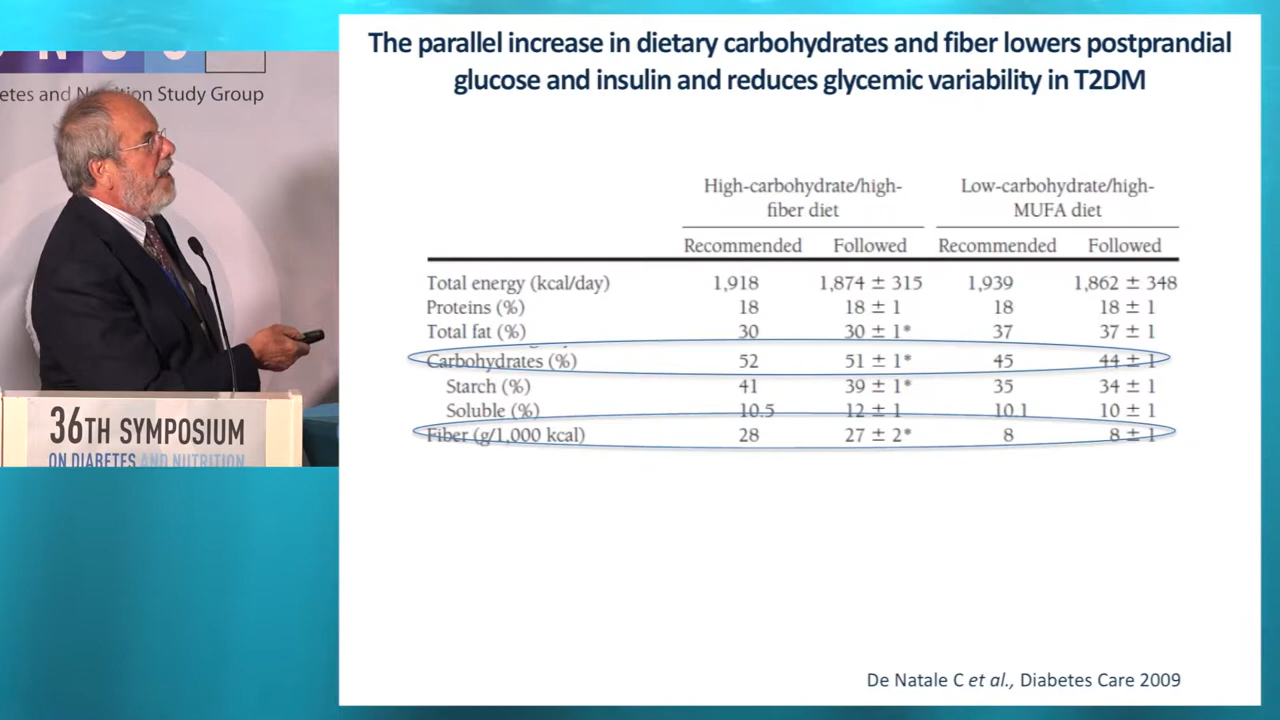 The parallel increase in dietary carbohydrates and fiber lowers postprandial
glucose and insulin and reduces glycemic variability in T2DM
etes and Nutrition Study Group
36TH SYMPOSIUM
ON DIABETES AND NUTRITION
High-carbohydrate/high-fiber diet Low-carbohydrate/high-MUFA diet
Recommended Followed Recommended Followed
Total energy (kcal/day) 1,918 1,874 ± 315 1,939 1,862 ± 348
Proteins (%) 18 18 ± 1 18 18 ± 1
Total fat (%) 30 30 ± 1* 37 37 ± 1
Carbohydrates (%) 52 51 ± 1* 45 44 ± 1
Starch (%) 41 39 ± 1* 35 34 ± 1
Soluble (%) 10.5 12 ± 1 10.1 10 ± 1
Fiber (g/1,000 kcal) 28 27 ± 2* 8 8 ± 1
De Natale C et al., Diabetes Care 2009